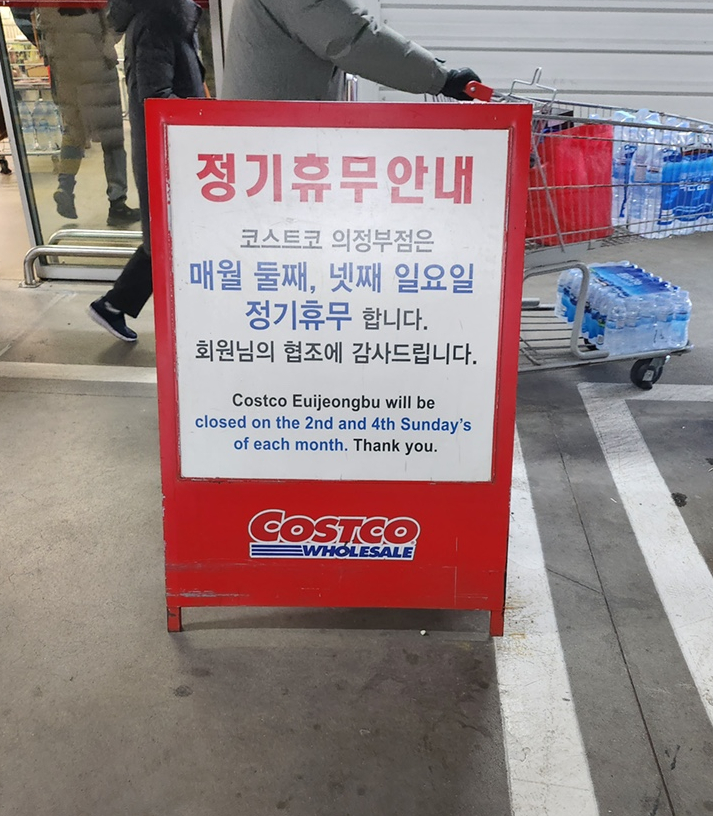 정기휴무안내
코스트코 의정부점은
매월 둘째, 넷째 일요일
정기휴무 합니다.
회원님의 협조에 감사드립니다.
Costco Euijeongbu will be
closed on the 2nd and 4th Sunday's
of each month. Thank you.
COSTCO
WHOLESALE